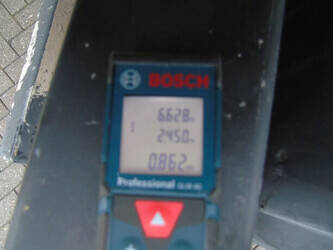 BOSCH
6.628m
2.450m
0.862m
Professional